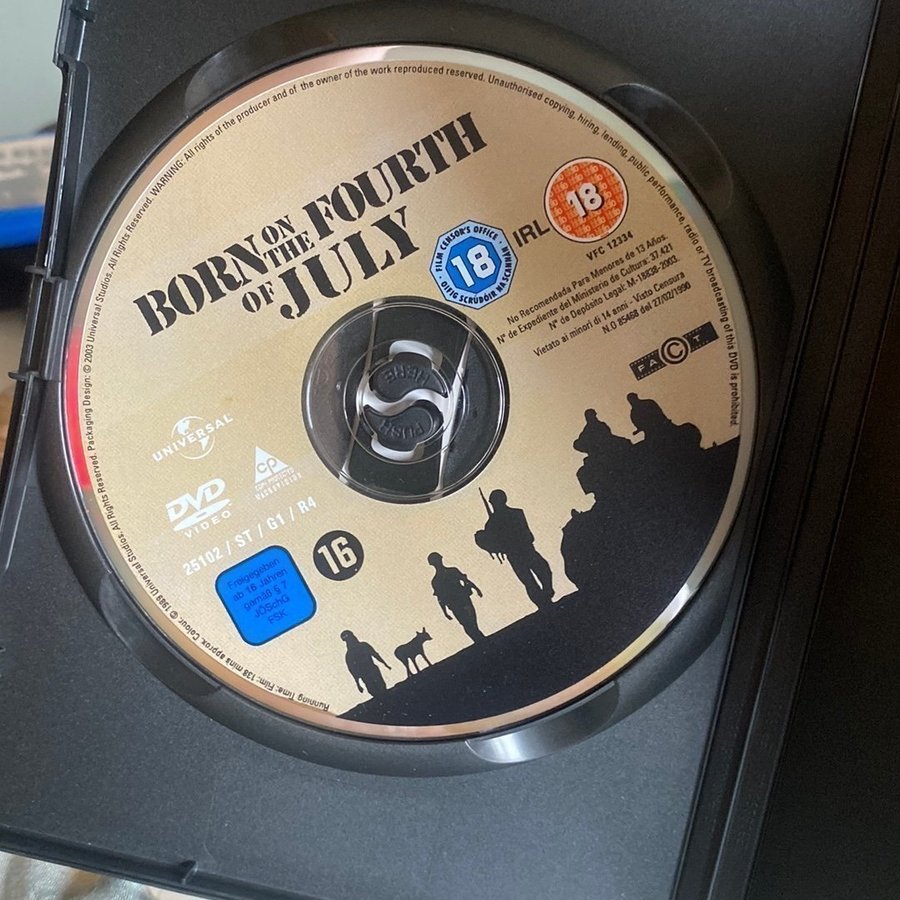 WARNING: All rights of the producer and of the owner of the work reproduced reserved. Unauthorised copying, hiring, lending, public performance, radio or TV broadcasting of this DVD is prohibited.
BORN ON THE FOURTH
OF JULY
FILM CENSOR'S OFFICE
18
OIFIG SCRÚDÓIR NA SCANNÁN
IRL
18
VFC 12334
No Recomendada Para Menores de 13 Años.
Nº de Expediente del Ministerio de Cultura: 37.421
Nº de Depósito Legal: M-18838-2003.
Vietato ai minori di 14 anni - Visto Censura
N.O 85468 del 27/02/1990
FACT
HERE
PUSH
UNIVERSAL
DVD
VIDEO
CP
COPY PROTECTED
MACROVISION
25102 / ST / G1 / R4
Freigegeben
ab 16 Jahren
gemäß § 7
JÖSchG
FSK
16
Running Time: Film: 138 mins approx. Colour. © 1989 Universal Studios. All Rights Reserved. Packaging Design: © 2003 Universal Studios. All Rights Reserved.